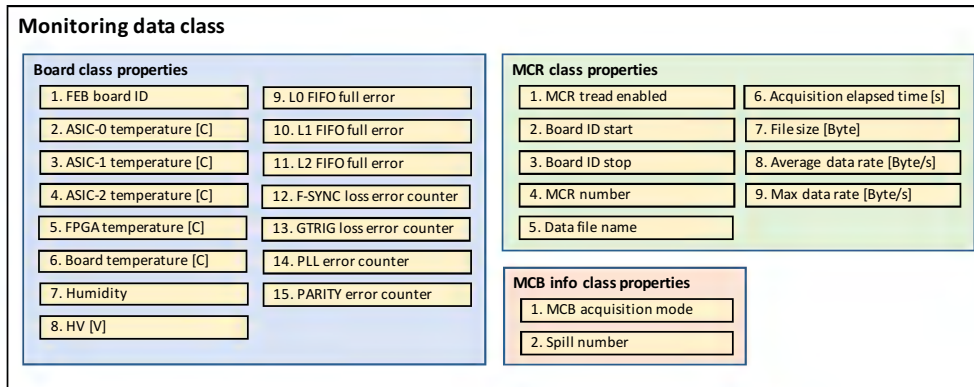 Monitoring data class
Board class properties
1. FEB board ID
2. ASIC-0 temperature [C]
3. ASIC-1 temperature [C]
4. ASIC-2 temperature [C]
5. FPGA temperature [C]
6. Board temperature [C]
7. Humidity
8. HV [V]
9. L0 FIFO full error
10. L1 FIFO full error
11. L2 FIFO full error
12. F-SYNC loss error counter
13. GTRIG loss error counter
14. PLL error counter
15. PARITY error counter
MCR class properties
1. MCR tread enabled
2. Board ID start
3. Board ID stop
4. MCR number
5. Data file name
6. Acquisition elapsed time [s]
7. File size [Byte]
8. Average data rate [Byte/s]
9. Max data rate [Byte/s]
MCB info class properties
1. MCB acquisition mode
2. Spill number